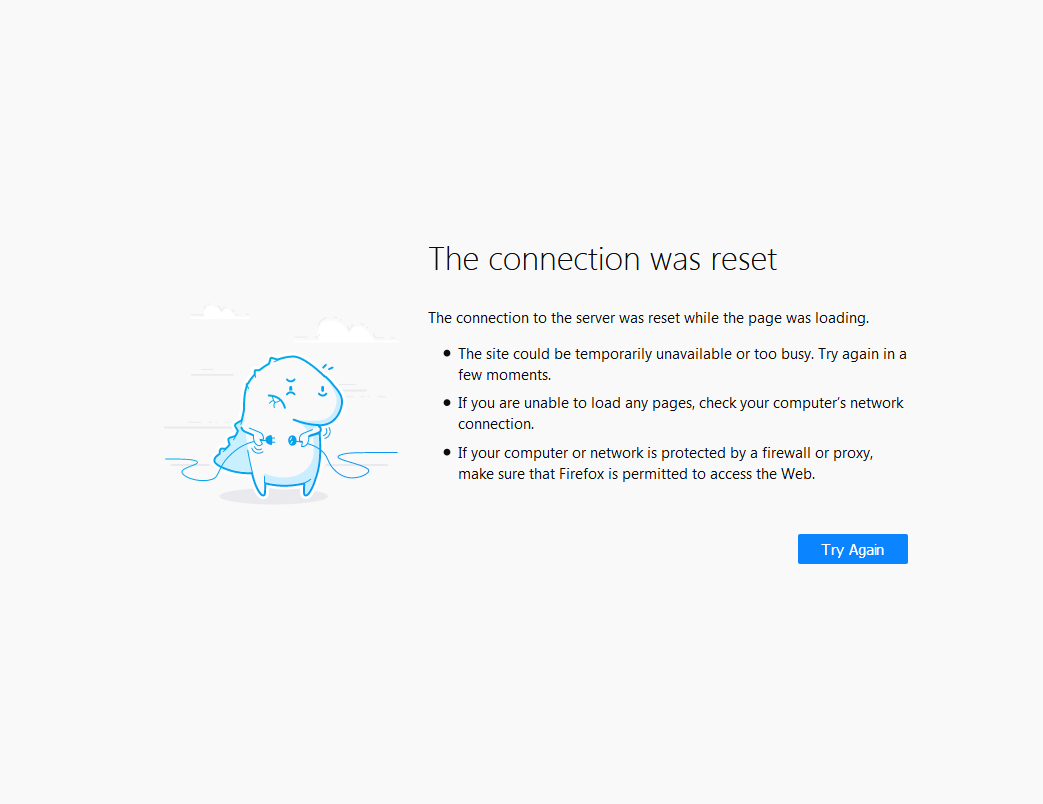 The connection was reset
The connection to the server was reset while the page was loading.
● The site could be temporarily unavailable or too busy. Try again in a
few moments.
● If you are unable to load any pages, check your computer’s network
connection.
● If your computer or network is protected by a firewall or proxy,
make sure that Firefox is permitted to access the Web.
Try Again